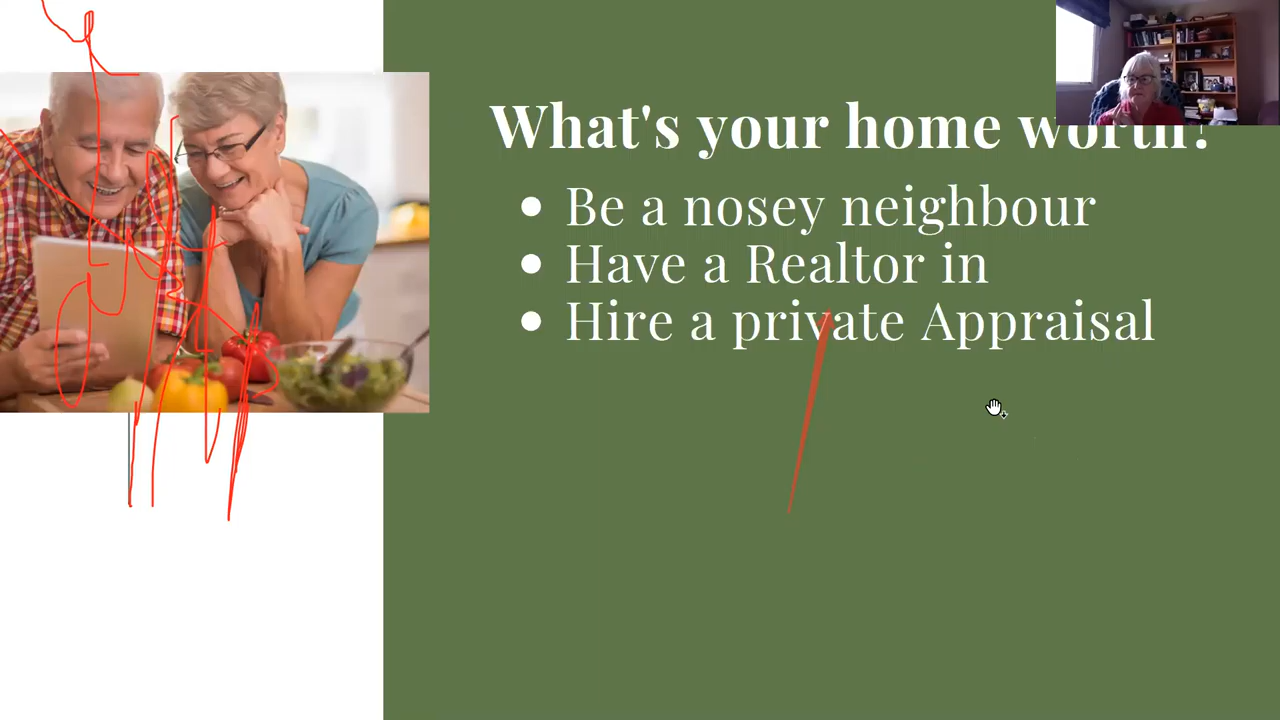 What's your home worth?
Be a nosey neighbour
Have a Realtor in
Hire a private Appraisal